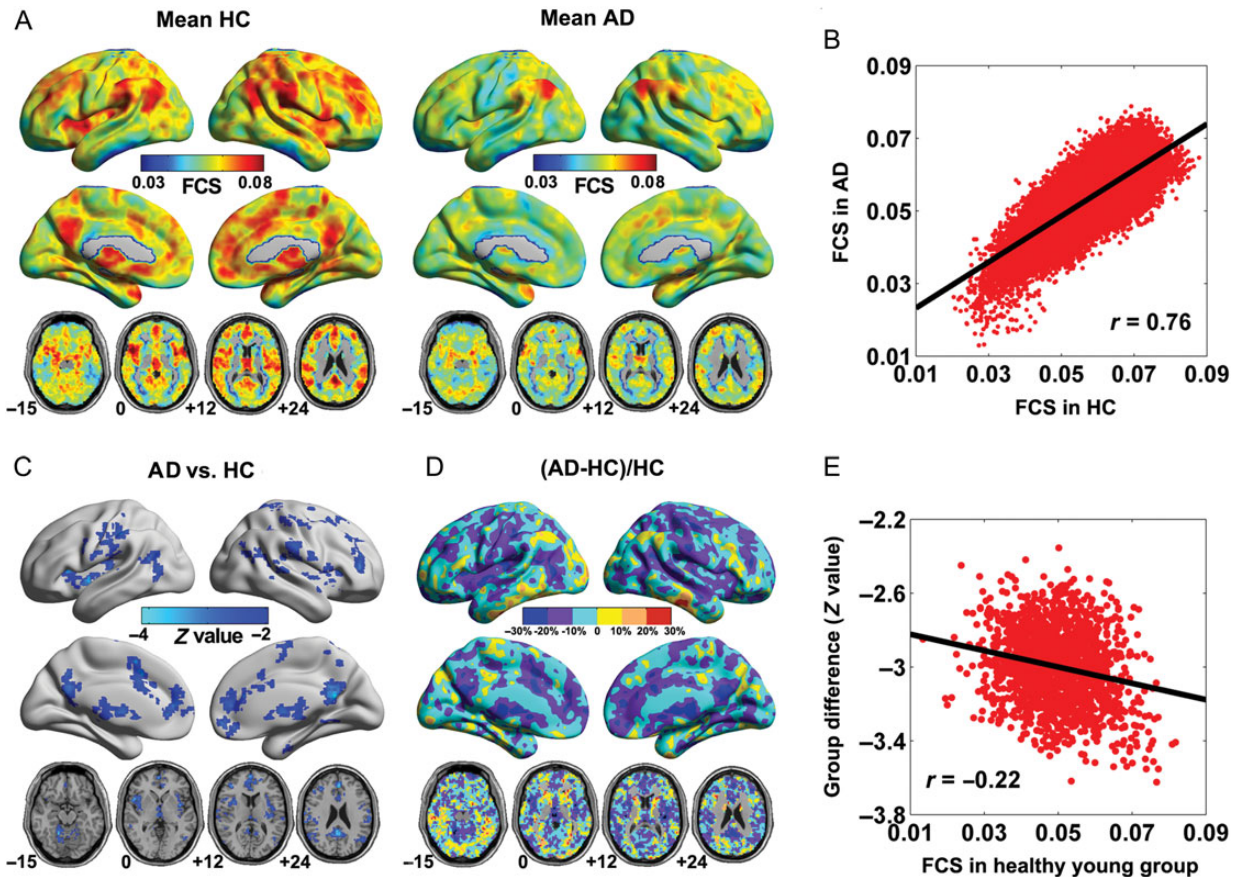 A
Mean HC
Mean AD
0.03 FCS 0.08
0.03 FCS 0.08
−15 0 +12 +24
−15 0 +12 +24
B
0.09
0.07
0.05
0.03
0.01
FCS in AD
r = 0.76
0.01 0.03 0.05 0.07 0.09
FCS in HC
C
AD vs. HC
−4 Z value −2
−15 0 +12 +24
D
(AD-HC)/HC
−30% −20% −10% 0 10% 20% 30%
−15 0 +12 +24
E
−2.2
−2.6
−3
−3.4
−3.8
Group difference (Z value)
r = −0.22
0.01 0.03 0.05 0.07 0.09
FCS in healthy young group